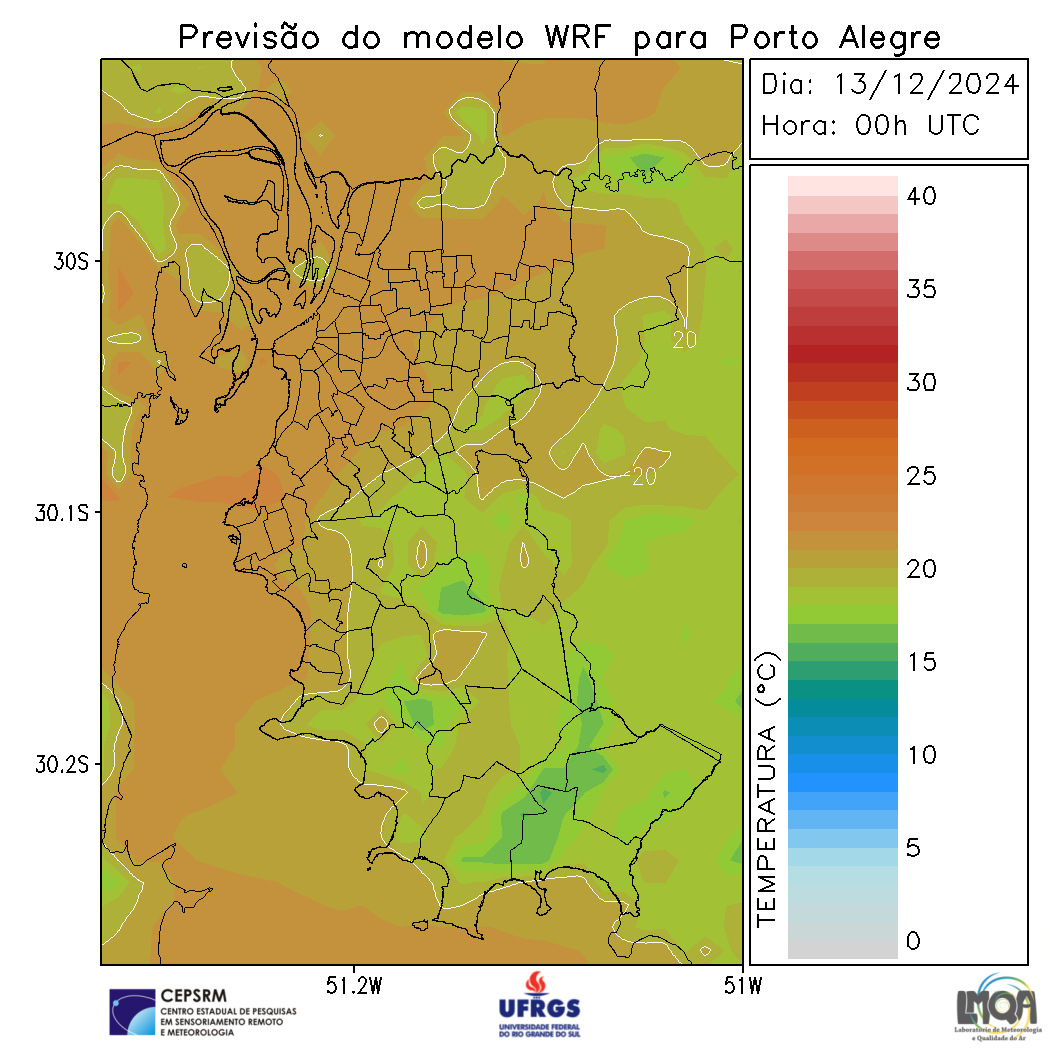 Previsão do modelo WRF para Porto Alegre
Dia: 13/12/2024
Hora: 00h UTC
30S
30.1S
30.2S
51.2W
51W
20
20
TEMPERATURA (°C)
40
35
30
25
20
15
10
5
0
CEPSRM
CENTRO ESTADUAL DE PESQUISAS
EM SENSORIAMENTO REMOTO
E METEOROLOGIA
UFRGS
UNIVERSIDADE FEDERAL
DO RIO GRANDE DO SUL
LMQA
Laboratório de Meteorologia
e Qualidade do Ar